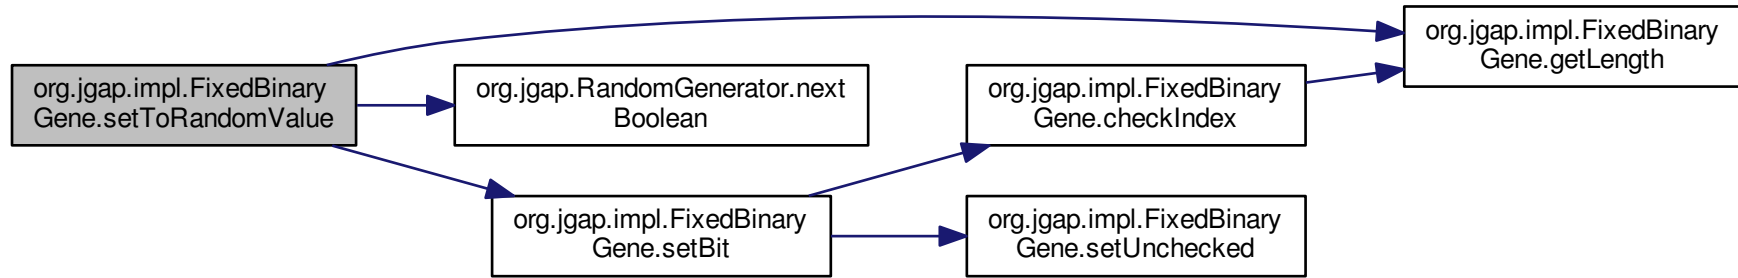 org.jgap.impl.FixedBinary
Gene.setToRandomValue
org.jgap.RandomGenerator.next
Boolean
org.jgap.impl.FixedBinary
Gene.setBit
org.jgap.impl.FixedBinary
Gene.checkIndex
org.jgap.impl.FixedBinary
Gene.setUnchecked
org.jgap.impl.FixedBinary
Gene.getLength